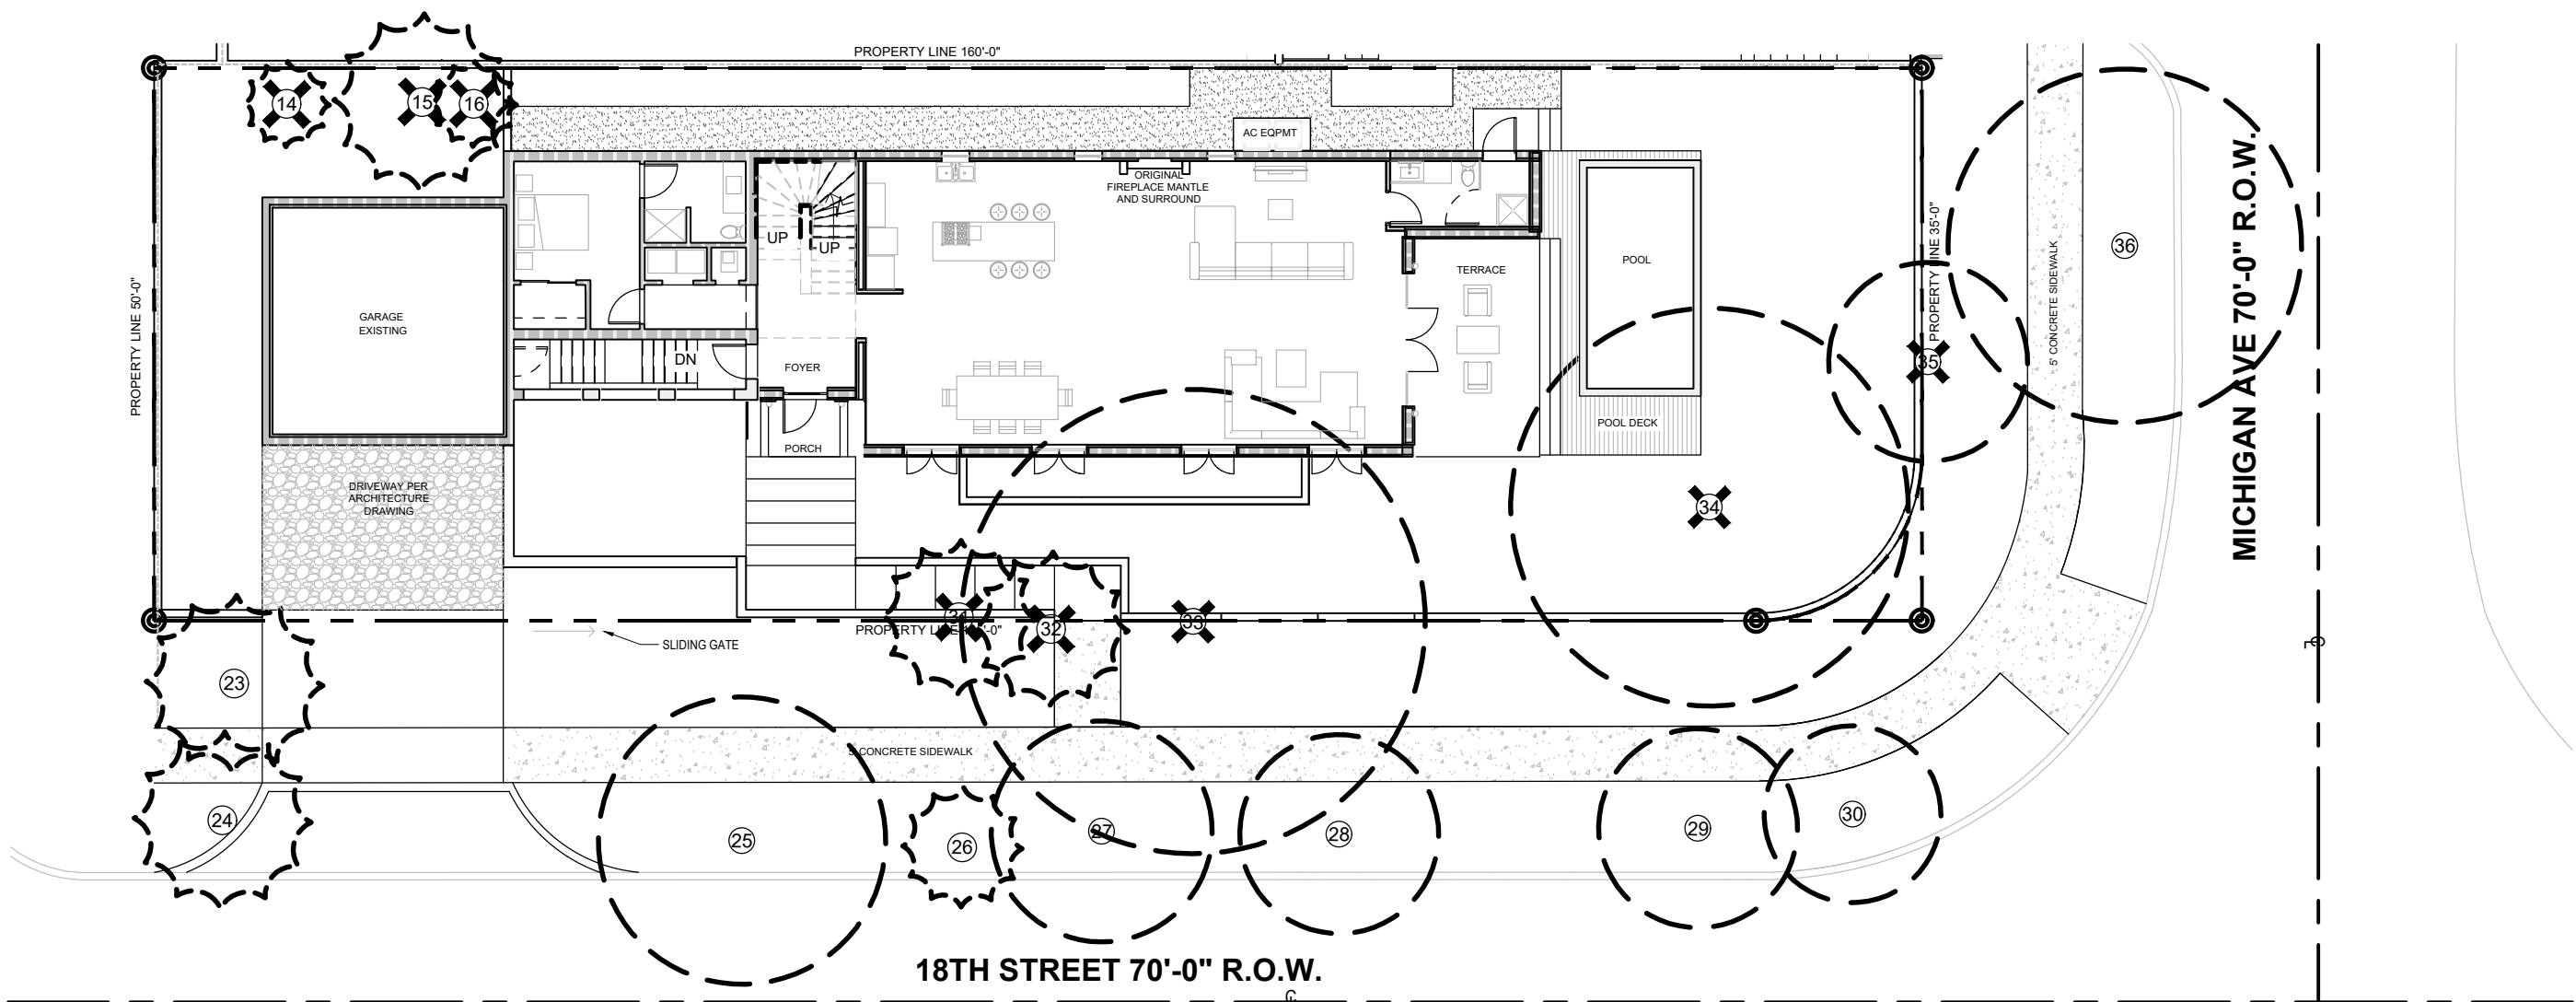 PROPERTY LINE 160'-0"
14
15
16
AC EQPMT
ORIGINAL
FIREPLACE MANTLE
AND SURROUND
UP
UP
PROPERTY LINE 50'-0"
GARAGE
EXISTING
DN
FOYER
PORCH
TERRACE
POOL
POOL DECK
PROPERTY LINE 35'-0"
5' CONCRETE SIDEWALK
36
MICHIGAN AVE 70'-0" R.O.W.
35
34
DRIVEWAY PER
ARCHITECTURE
DRAWING
31
32
33
PROPERTY LINE
SLIDING GATE
23
CONCRETE SIDEWALK
24
25
26
27
28
29
30
18TH STREET 70'-0" R.O.W.